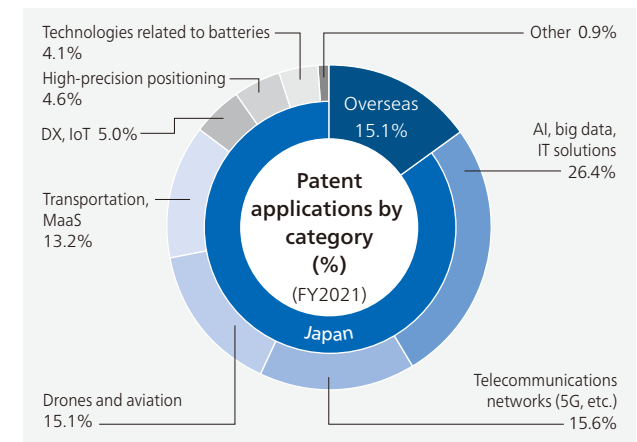 Technologies related to batteries
4.1%
Other 0.9%
High-precision positioning
4.6%
Overseas
15.1%
AI, big data,
IT solutions
26.4%
DX, IoT 5.0%
Patent
applications by
category
(%)
(FY2021)
Transportation,
MaaS
13.2%
Japan
Drones and aviation
15.1%
Telecommunications
networks (5G, etc.)
15.6%